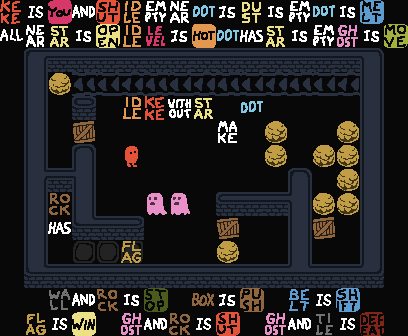 KEKE IS YOU AND SHUT IDLE EMPTY NEAR DOT IS DUST IS EMPTY DOT IS MELT
ALL NEAR STAR IS OPEN IDLE LEVEL IS HOT DOT HAS STAR IS EMPTY GHOST IS MOVE
IDLE KEKE WITHOUT STAR DOT
MAKE
ROCK
HAS
FLAG
WALL AND ROCK IS STOP BOX IS PUSH BELT IS SHIFT
FLAG IS WIN GHOST AND ROCK IS SHUT GHOST AND TILE IS